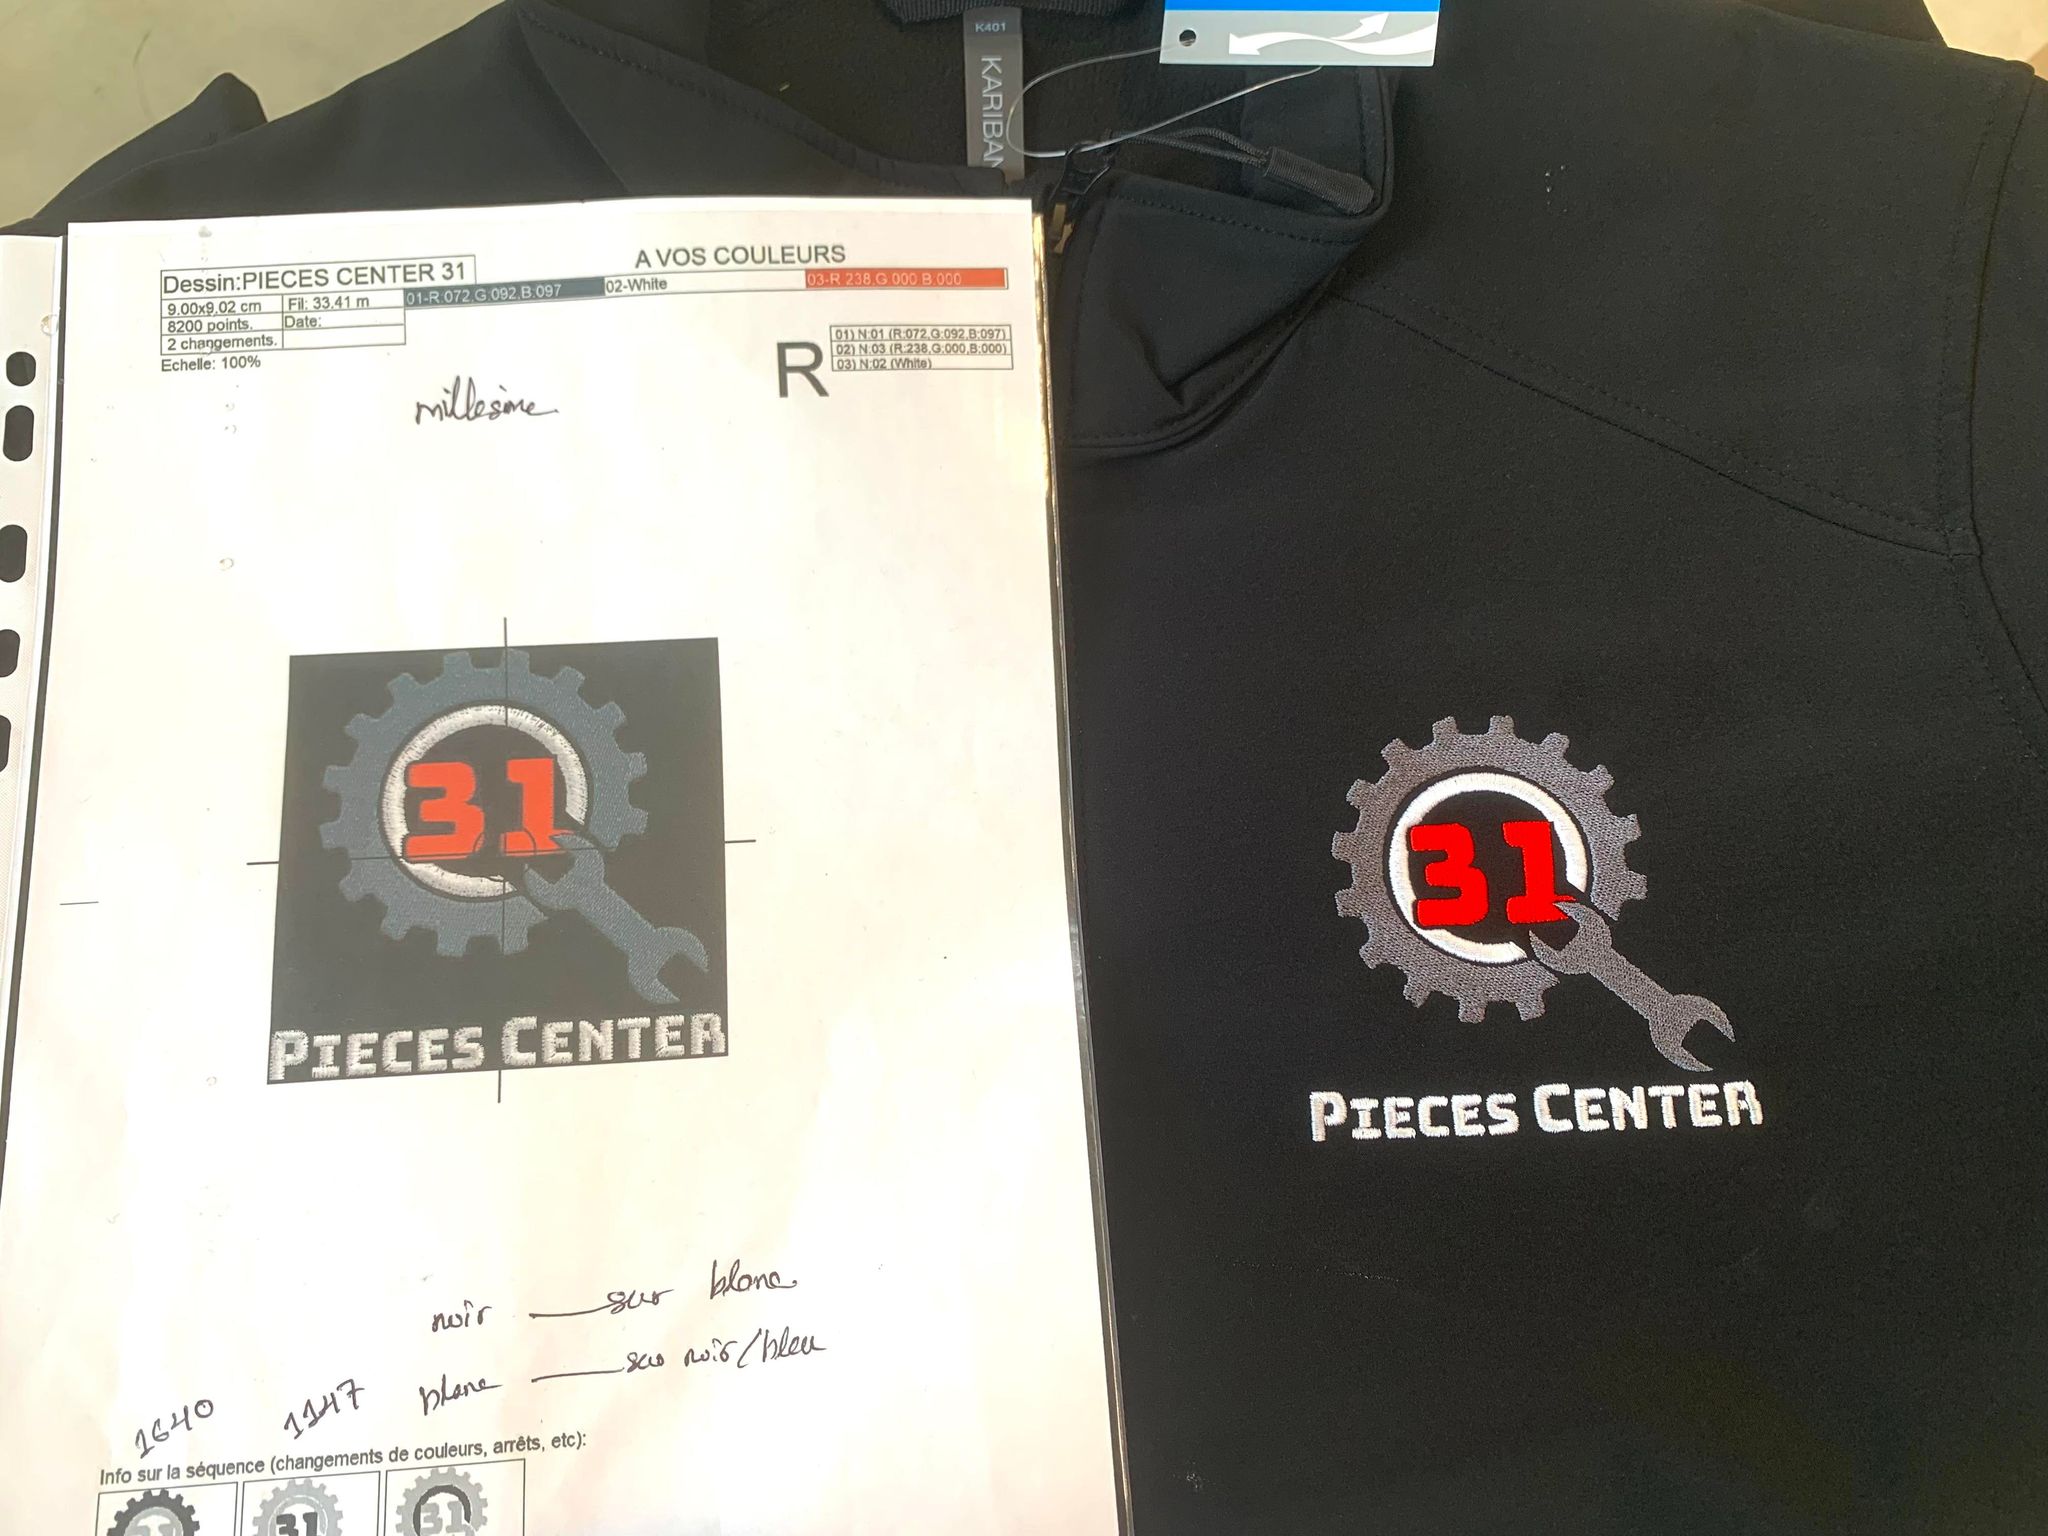 K401
KARIBAN
Dessin:PIECES CENTER 31
A VOS COULEURS
9.00x9.02 cm
Fil: 33.41 m
01-R:072,G:092,B:097
02-White
03-R 238.G 000 B.000
8200 points.
Date:
2 changements.
Echelle: 100%
R
01) N:01 (R:072,G:092,B:097)
02) N:03 (R:238,G:000,B:000)
03) N:02 (White)
millesime
31
PIECES CENTER
31
PIECES CENTER
noir — sur blanc
blanc — sur noir/bleu
1640 1147
Info sur la séquence (changements de couleurs, arrêts, etc):
31
31